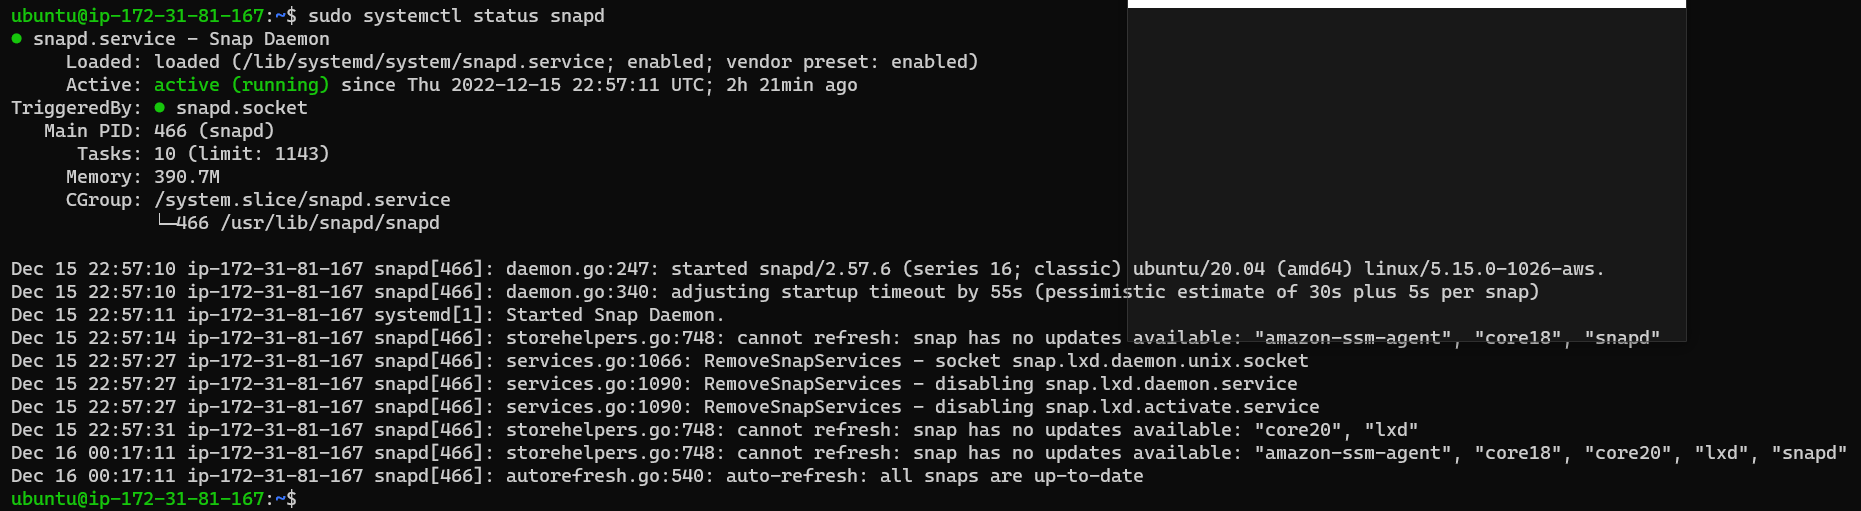 ubuntu@ip-172-31-81-167:~$ sudo systemctl status snapd
● snapd.service - Snap Daemon
     Loaded: loaded (/lib/systemd/system/snapd.service; enabled; vendor preset: enabled)
     Active: active (running) since Thu 2022-12-15 22:57:11 UTC; 2h 21min ago
TriggeredBy: ● snapd.socket
   Main PID: 466 (snapd)
      Tasks: 10 (limit: 1143)
     Memory: 390.7M
     CGroup: /system.slice/snapd.service
             └─466 /usr/lib/snapd/snapd
Dec 15 22:57:10 ip-172-31-81-167 snapd[466]: daemon.go:247: started snapd/2.57.6 (series 16; classic) ubuntu/20.04 (amd64) linux/5.15.0-1026-aws.
Dec 15 22:57:10 ip-172-31-81-167 snapd[466]: daemon.go:340: adjusting startup timeout by 55s (pessimistic estimate of 30s plus 5s per snap)
Dec 15 22:57:11 ip-172-31-81-167 systemd[1]: Started Snap Daemon.
Dec 15 22:57:14 ip-172-31-81-167 snapd[466]: storehelpers.go:748: cannot refresh: snap has no updates available: "amazon-ssm-agent", "core18", "snapd"
Dec 15 22:57:27 ip-172-31-81-167 snapd[466]: services.go:1066: RemoveSnapServices - socket snap.lxd.daemon.unix.socket
Dec 15 22:57:27 ip-172-31-81-167 snapd[466]: services.go:1090: RemoveSnapServices - disabling snap.lxd.daemon.service
Dec 15 22:57:27 ip-172-31-81-167 snapd[466]: services.go:1090: RemoveSnapServices - disabling snap.lxd.activate.service
Dec 15 22:57:31 ip-172-31-81-167 snapd[466]: storehelpers.go:748: cannot refresh: snap has no updates available: "core20", "lxd"
Dec 16 00:17:11 ip-172-31-81-167 snapd[466]: storehelpers.go:748: cannot refresh: snap has no updates available: "amazon-ssm-agent", "core18", "core20", "lxd", "snapd"
Dec 16 00:17:11 ip-172-31-81-167 snapd[466]: autorefresh.go:540: auto-refresh: all snaps are up-to-date
ubuntu@ip-172-31-81-167:~$